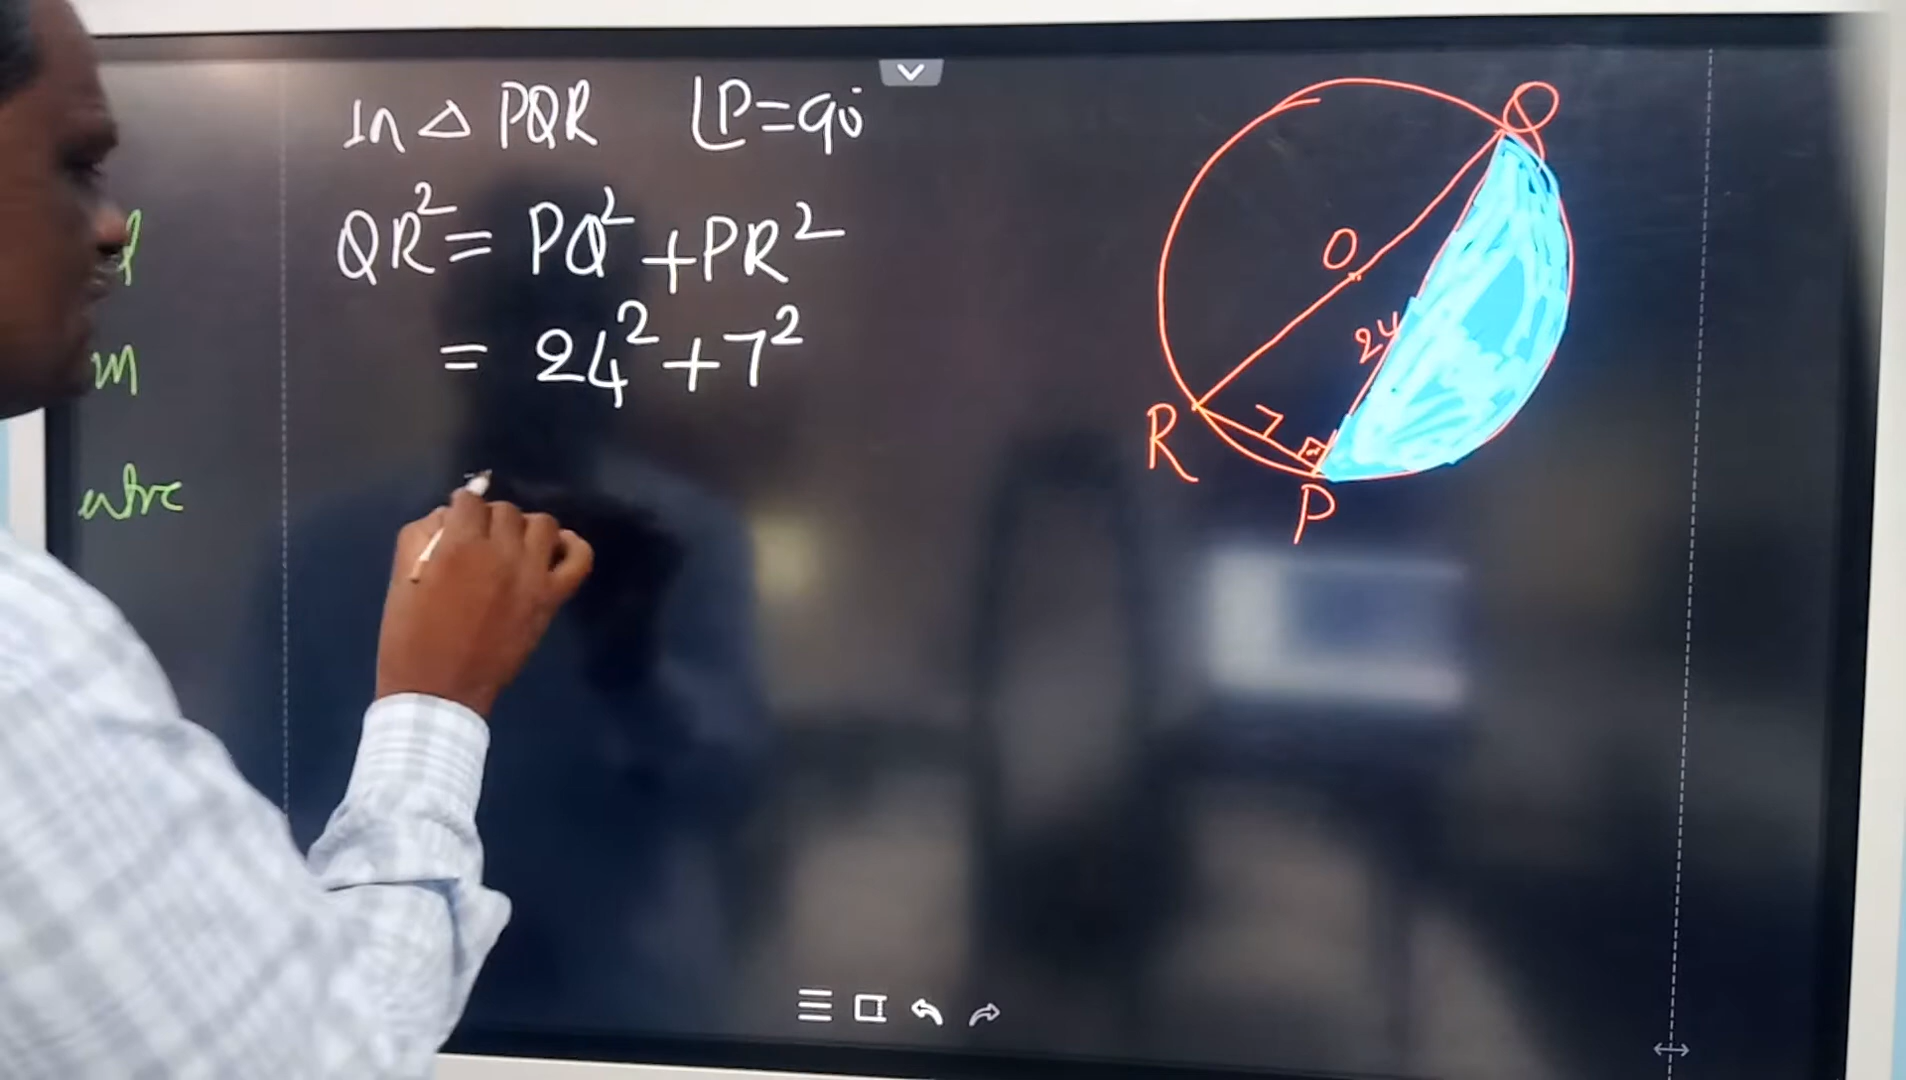 In △ PQR ∟P=90°
QR²= PQ²+PR²
= 24²+7²
Q
O
24
R
7
P